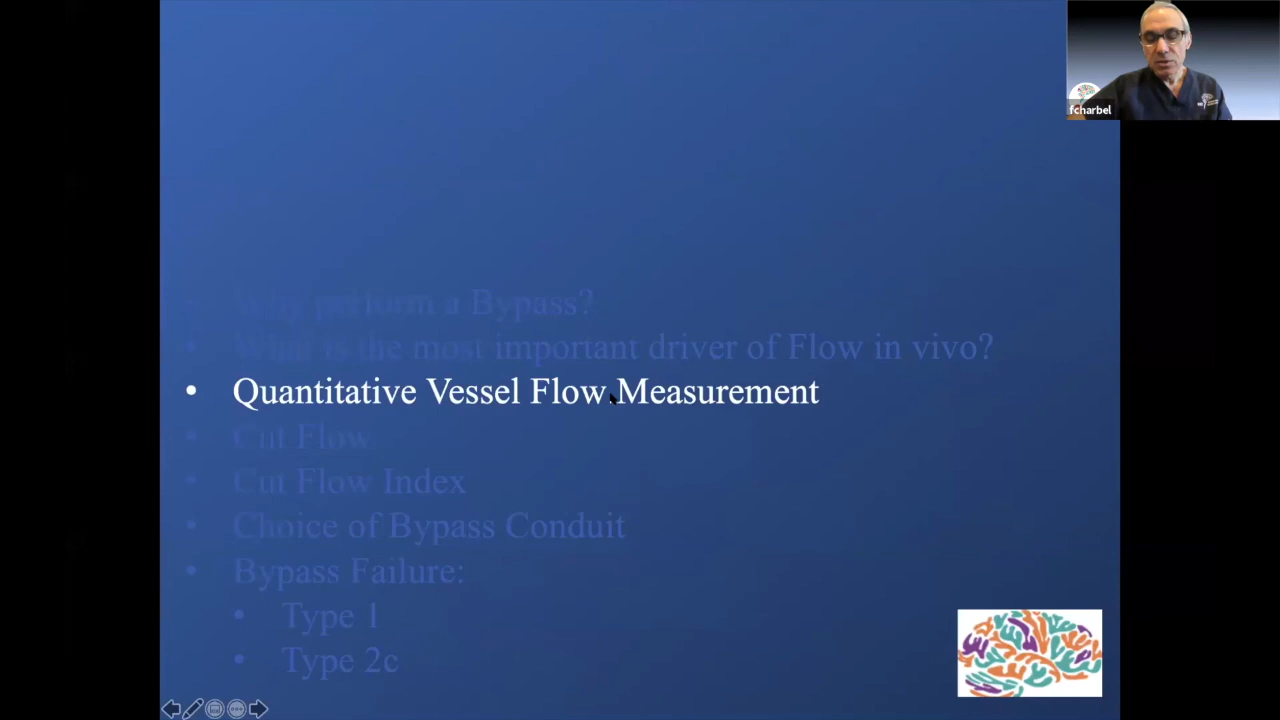 fcharbel
• Why perform a Bypass?
• What is the most important driver of Flow in vivo?
• Quantitative Vessel Flow Measurement
• Cut Flow
• Cut Flow Index
• Choice of Bypass Conduit
• Bypass Failure:
• Type 1
• Type 2c